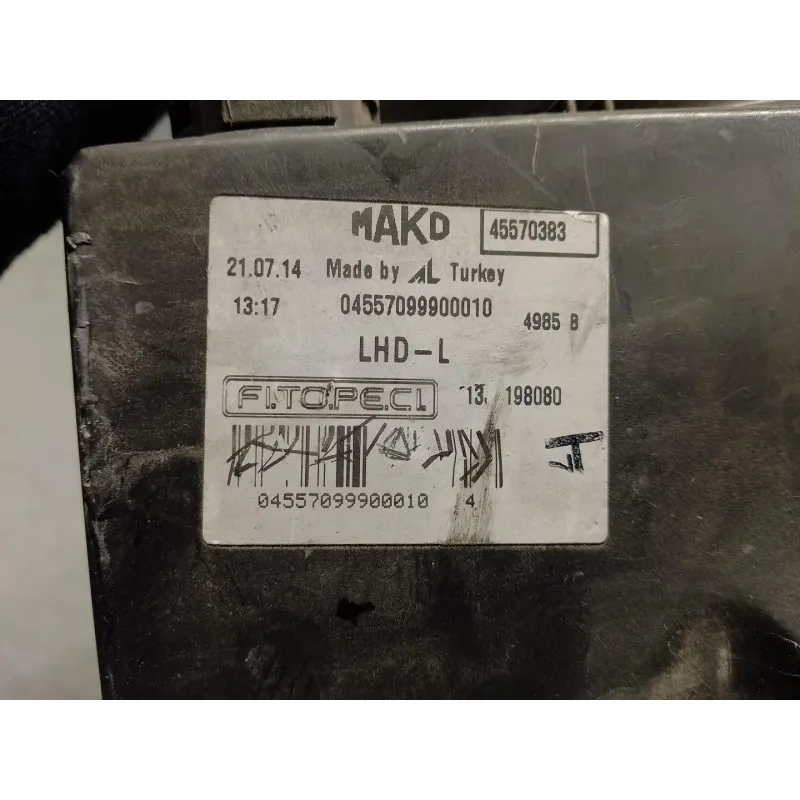 MAKO
45570383
21.07.14 Made by AL Turkey
13:17 04557099900010 4985 B
LHD-L
FI.TO.PE.CI. 13. 198080
04557099900010 4